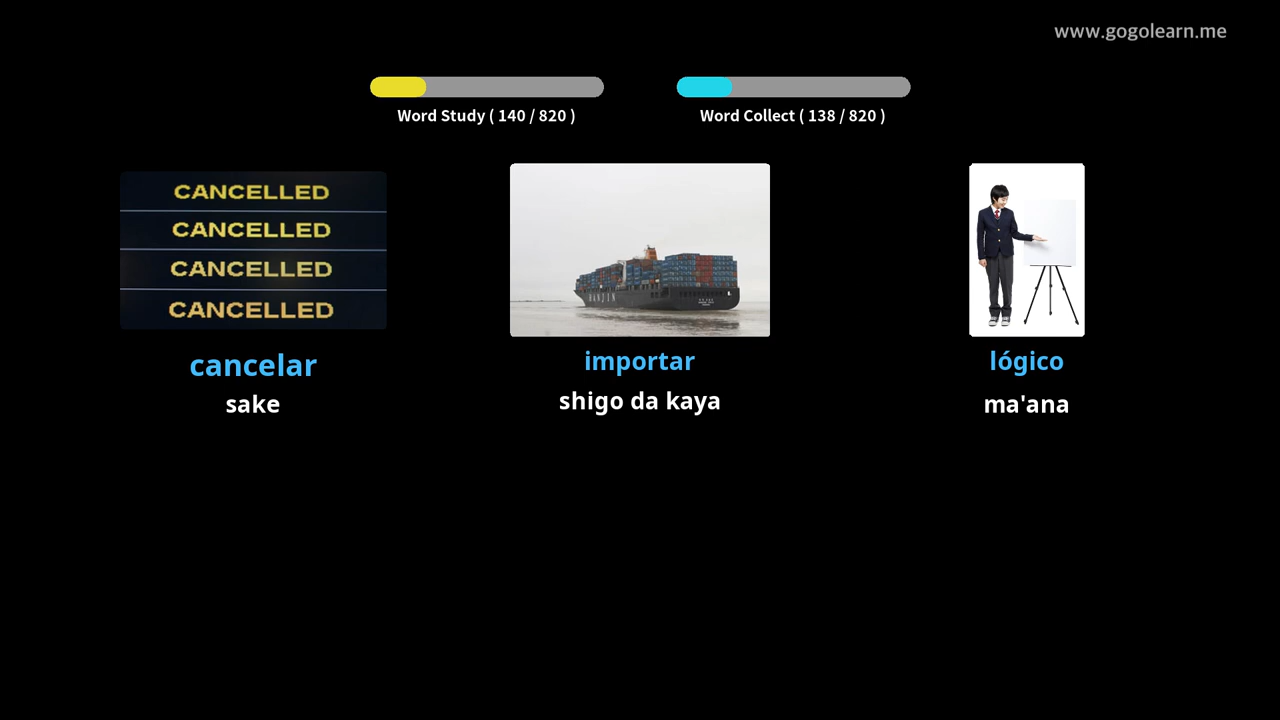 www.gogolearn.me
Word Study ( 140 / 820 )
Word Collect ( 138 / 820 )
CANCELLED
CANCELLED
CANCELLED
CANCELLED
cancelar
importar
lógico
sake
shigo da kaya
ma'ana